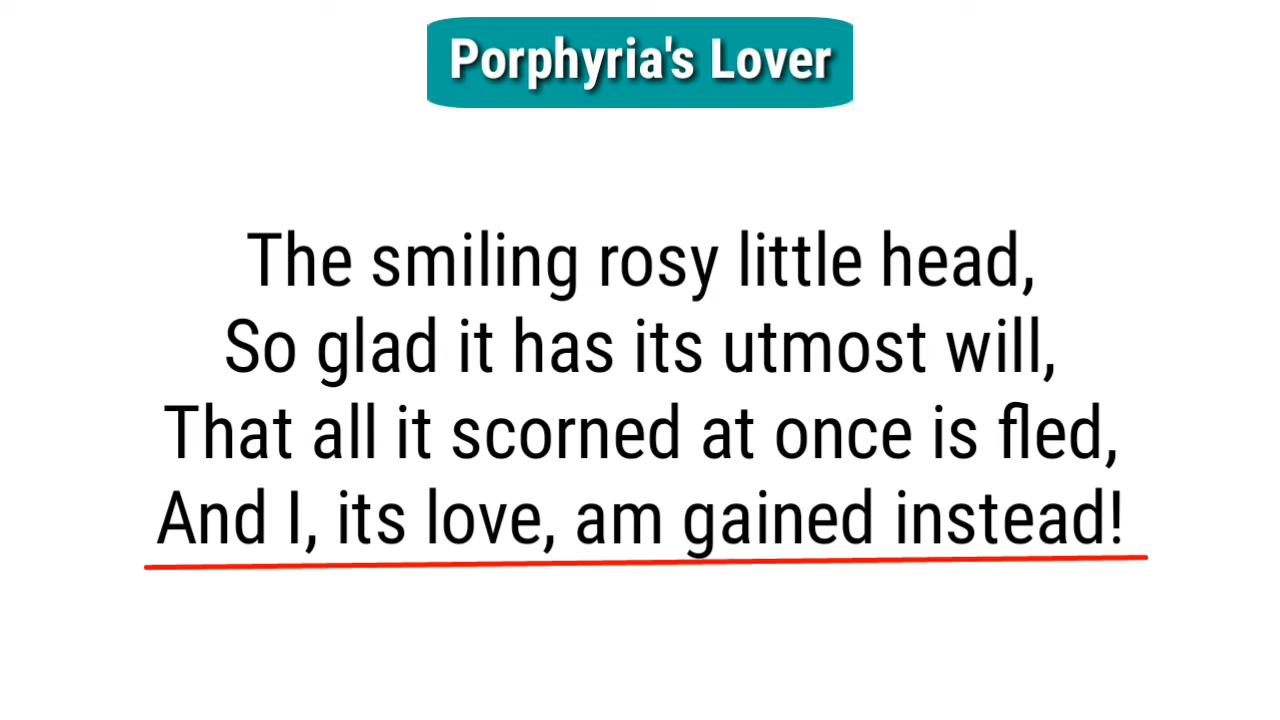 Porphyria's Lover
The smiling rosy little head,
So glad it has its utmost will,
That all it scorned at once is fled,
And I, its love, am gained instead!